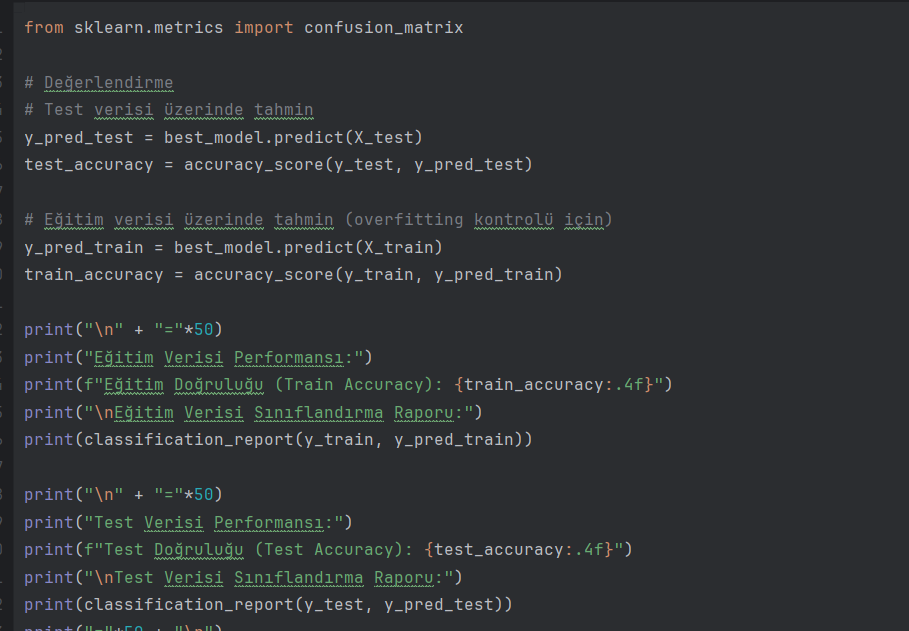 from sklearn.metrics import confusion_matrix
# Değerlendirme
# Test verisi üzerinde tahmin
y_pred_test = best_model.predict(X_test)
test_accuracy = accuracy_score(y_test, y_pred_test)
# Eğitim verisi üzerinde tahmin (overfitting kontrolü için)
y_pred_train = best_model.predict(X_train)
train_accuracy = accuracy_score(y_train, y_pred_train)
print("\n" + "="*50)
print("Eğitim Verisi Performansı:")
print(f"Eğitim Doğruluğu (Train Accuracy): {train_accuracy:.4f}")
print("\nEğitim Verisi Sınıflandırma Raporu:")
print(classification_report(y_train, y_pred_train))
print("\n" + "="*50)
print("Test Verisi Performansı:")
print(f"Test Doğruluğu (Test Accuracy): {test_accuracy:.4f}")
print("\nTest Verisi Sınıflandırma Raporu:")
print(classification_report(y_test, y_pred_test))
print("="*50 + "\n")